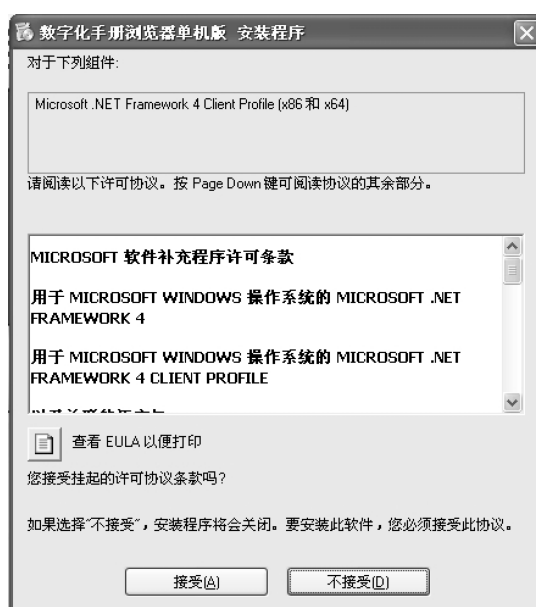 数字化手册浏览器单机版 安装程序
对于下列组件:
Microsoft .NET Framework 4 Client Profile (x86 和 x64)
请阅读以下许可协议。按 Page Down 键可阅读协议的其余部分。
MICROSOFT 软件补充程序许可条款
用于 MICROSOFT WINDOWS 操作系统的 MICROSOFT .NET
FRAMEWORK 4
用于 MICROSOFT WINDOWS 操作系统的 MICROSOFT .NET
FRAMEWORK 4 CLIENT PROFILE
查看 EULA 以便打印
您接受挂起的许可协议条款吗?
如果选择“不接受”，安装程序将会关闭。要安装此软件，您必须接受此协议。
接受(A)
不接受(D)